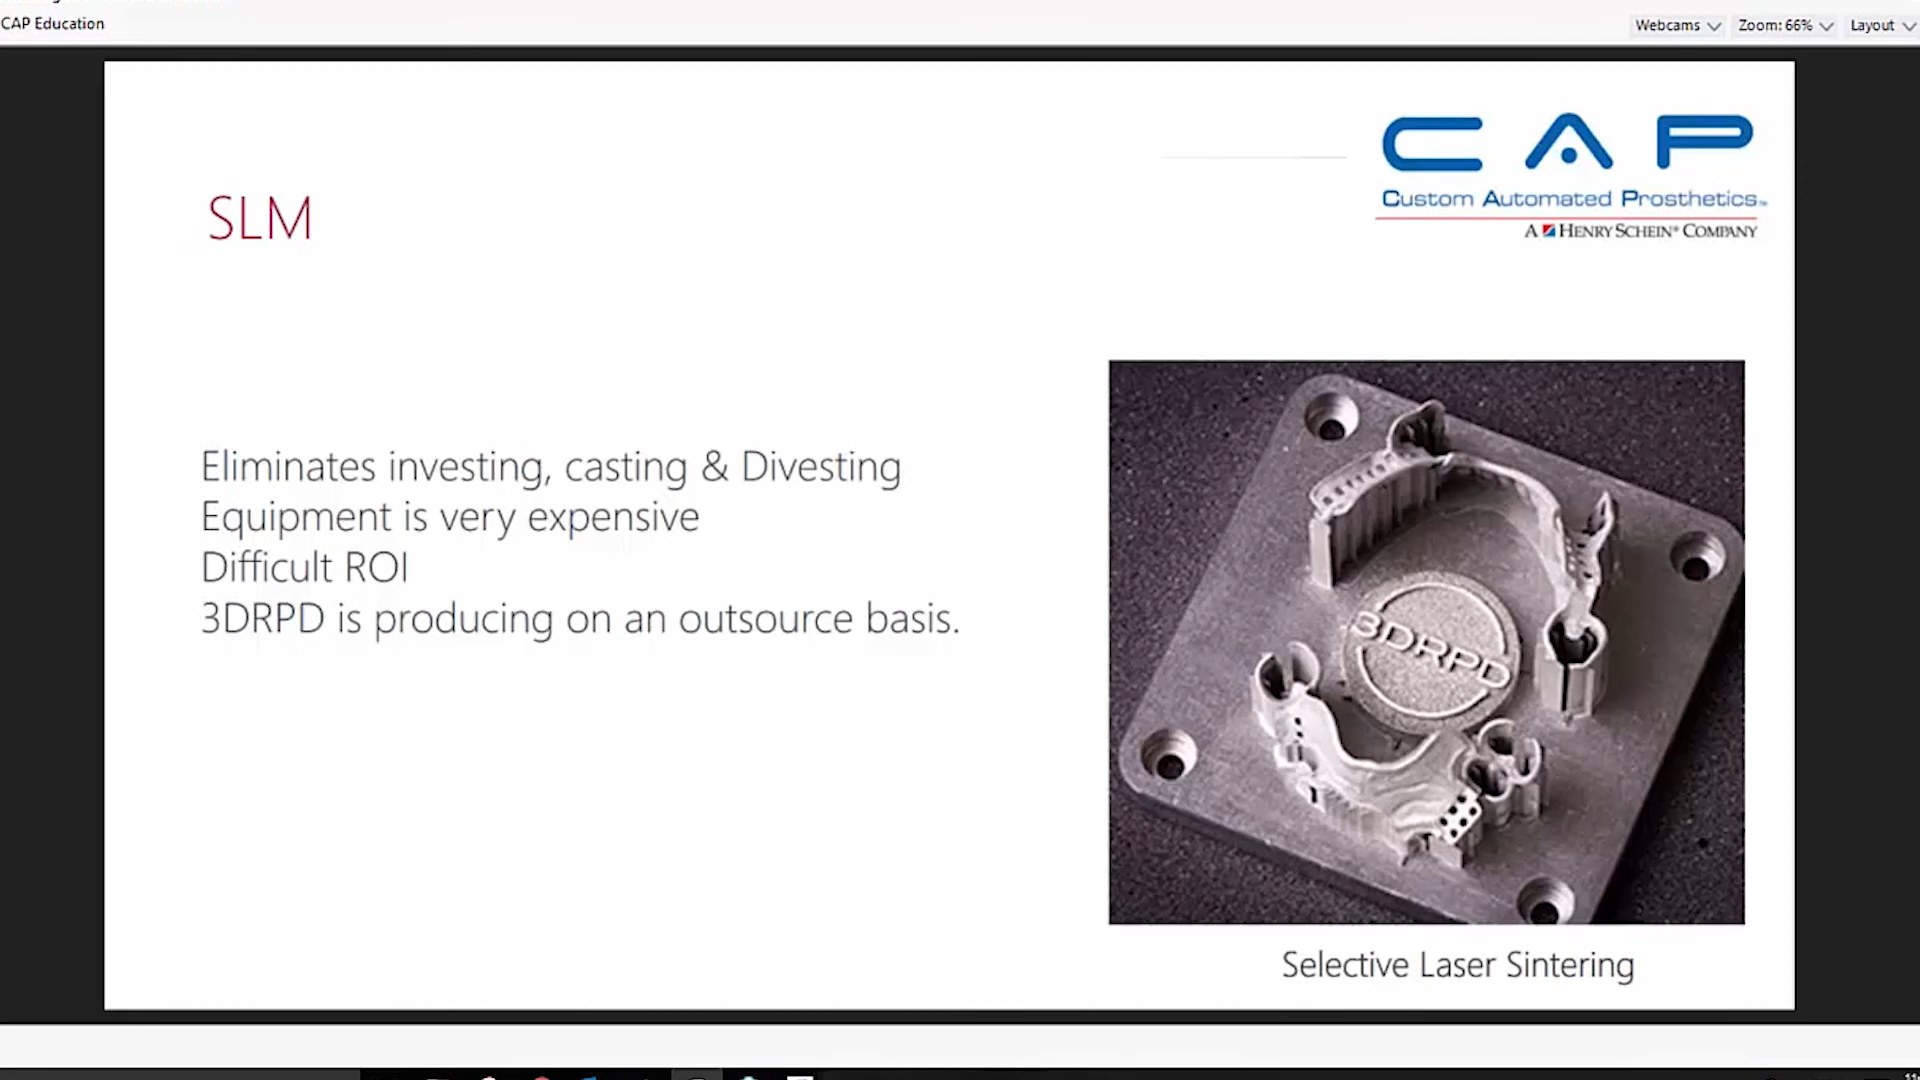 CAP Education
Webcams
Zoom: 66%
Layout
CAP
Custom Automated Prosthetics™
A HENRY SCHEIN® COMPANY
SLM
Eliminates investing, casting & Divesting
Equipment is very expensive
Difficult ROI
3DRPD is producing on an outsource basis.
3DRPD
Selective Laser Sintering